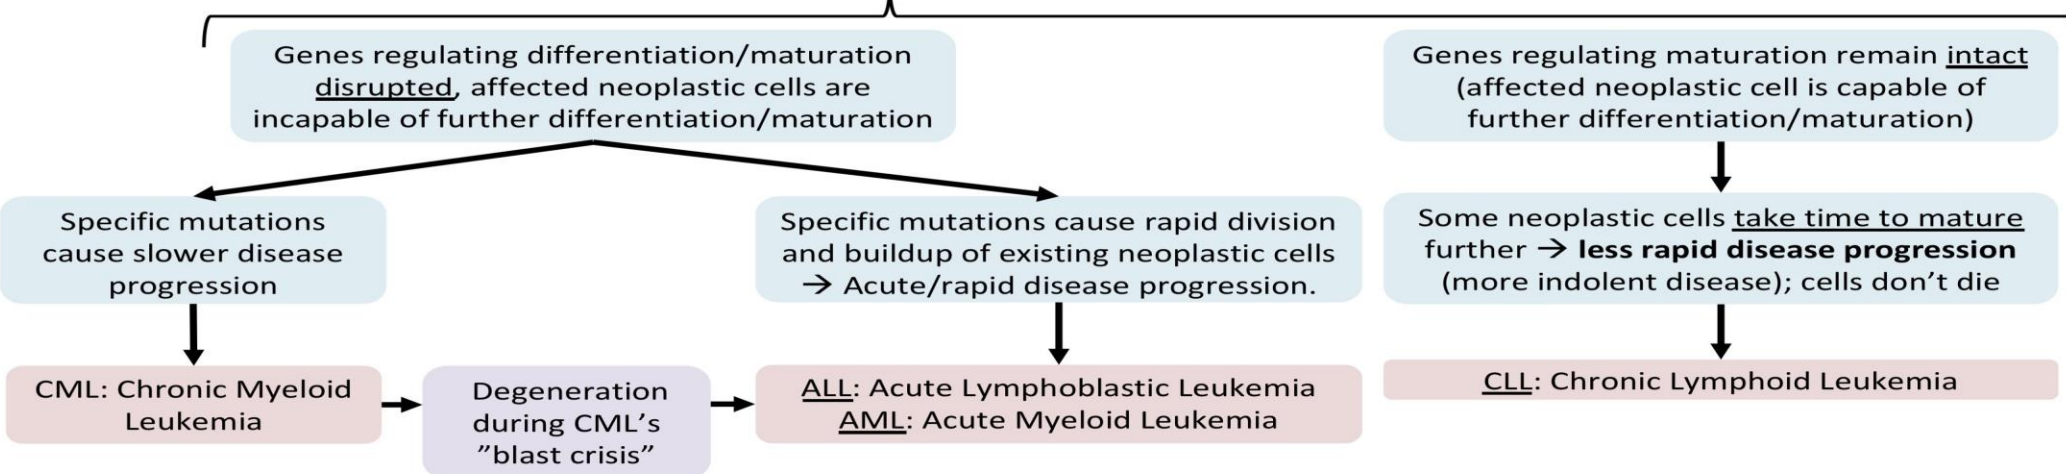 Genes regulating differentiation/maturation
disrupted, affected neoplastic cells are
incapable of further differentiation/maturation
Genes regulating maturation remain intact
(affected neoplastic cell is capable of
further differentiation/maturation)
Specific mutations
cause slower disease
progression
Specific mutations cause rapid division
and buildup of existing neoplastic cells
→ Acute/rapid disease progression.
Some neoplastic cells take time to mature
further → less rapid disease progression
(more indolent disease); cells don’t die
CML: Chronic Myeloid
Leukemia
Degeneration
during CML’s
”blast crisis”
ALL: Acute Lymphoblastic Leukemia
AML: Acute Myeloid Leukemia
CLL: Chronic Lymphoid Leukemia